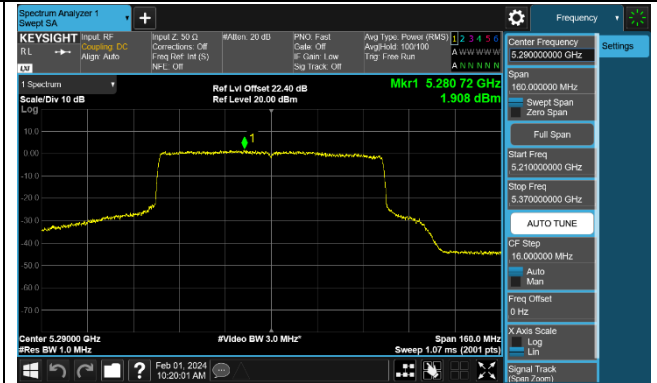 Spectrum Analyzer 1
Swept SA
Frequency
KEYSIGHT
RL
LXI
Input: RF
Coupling: DC
Align: Auto
Input Z: 50 Ω
Corrections: Off
Freq Ref: Int (S)
NFE: Off
#Atten: 20 dB
PNO: Fast
Gate: Off
IF Gain: Low
Sig Track: Off
Avg Type: Power (RMS)
Avg|Hold: 100/100
Trig: Free Run
1 2 3 4 5 6
A W W W W W
A N N N N N
1 Spectrum
Scale/Div 10 dB
Log
Ref Lvl Offset 22.40 dB
Ref Level 20.00 dBm
Mkr1 5.280 72 GHz
1.908 dBm
1
10.0
0.00
-10.0
-20.0
-30.0
-40.0
-50.0
-60.0
-70.0
Center 5.29000 GHz
#Res BW 1.0 MHz
#Video BW 3.0 MHz*
Span 160.0 MHz
Sweep 1.07 ms (2001 pts)
Feb 01, 2024
10:20:01 AM
Settings
Center Frequency
5.290000000 GHz
Span
160.000000 MHz
Swept Span
Zero Span
Full Span
Start Freq
5.210000000 GHz
Stop Freq
5.370000000 GHz
AUTO TUNE
CF Step
16.000000 MHz
Auto
Man
Freq Offset
0 Hz
X Axis Scale
Log
Lin
Signal Track
(Span Zoom)